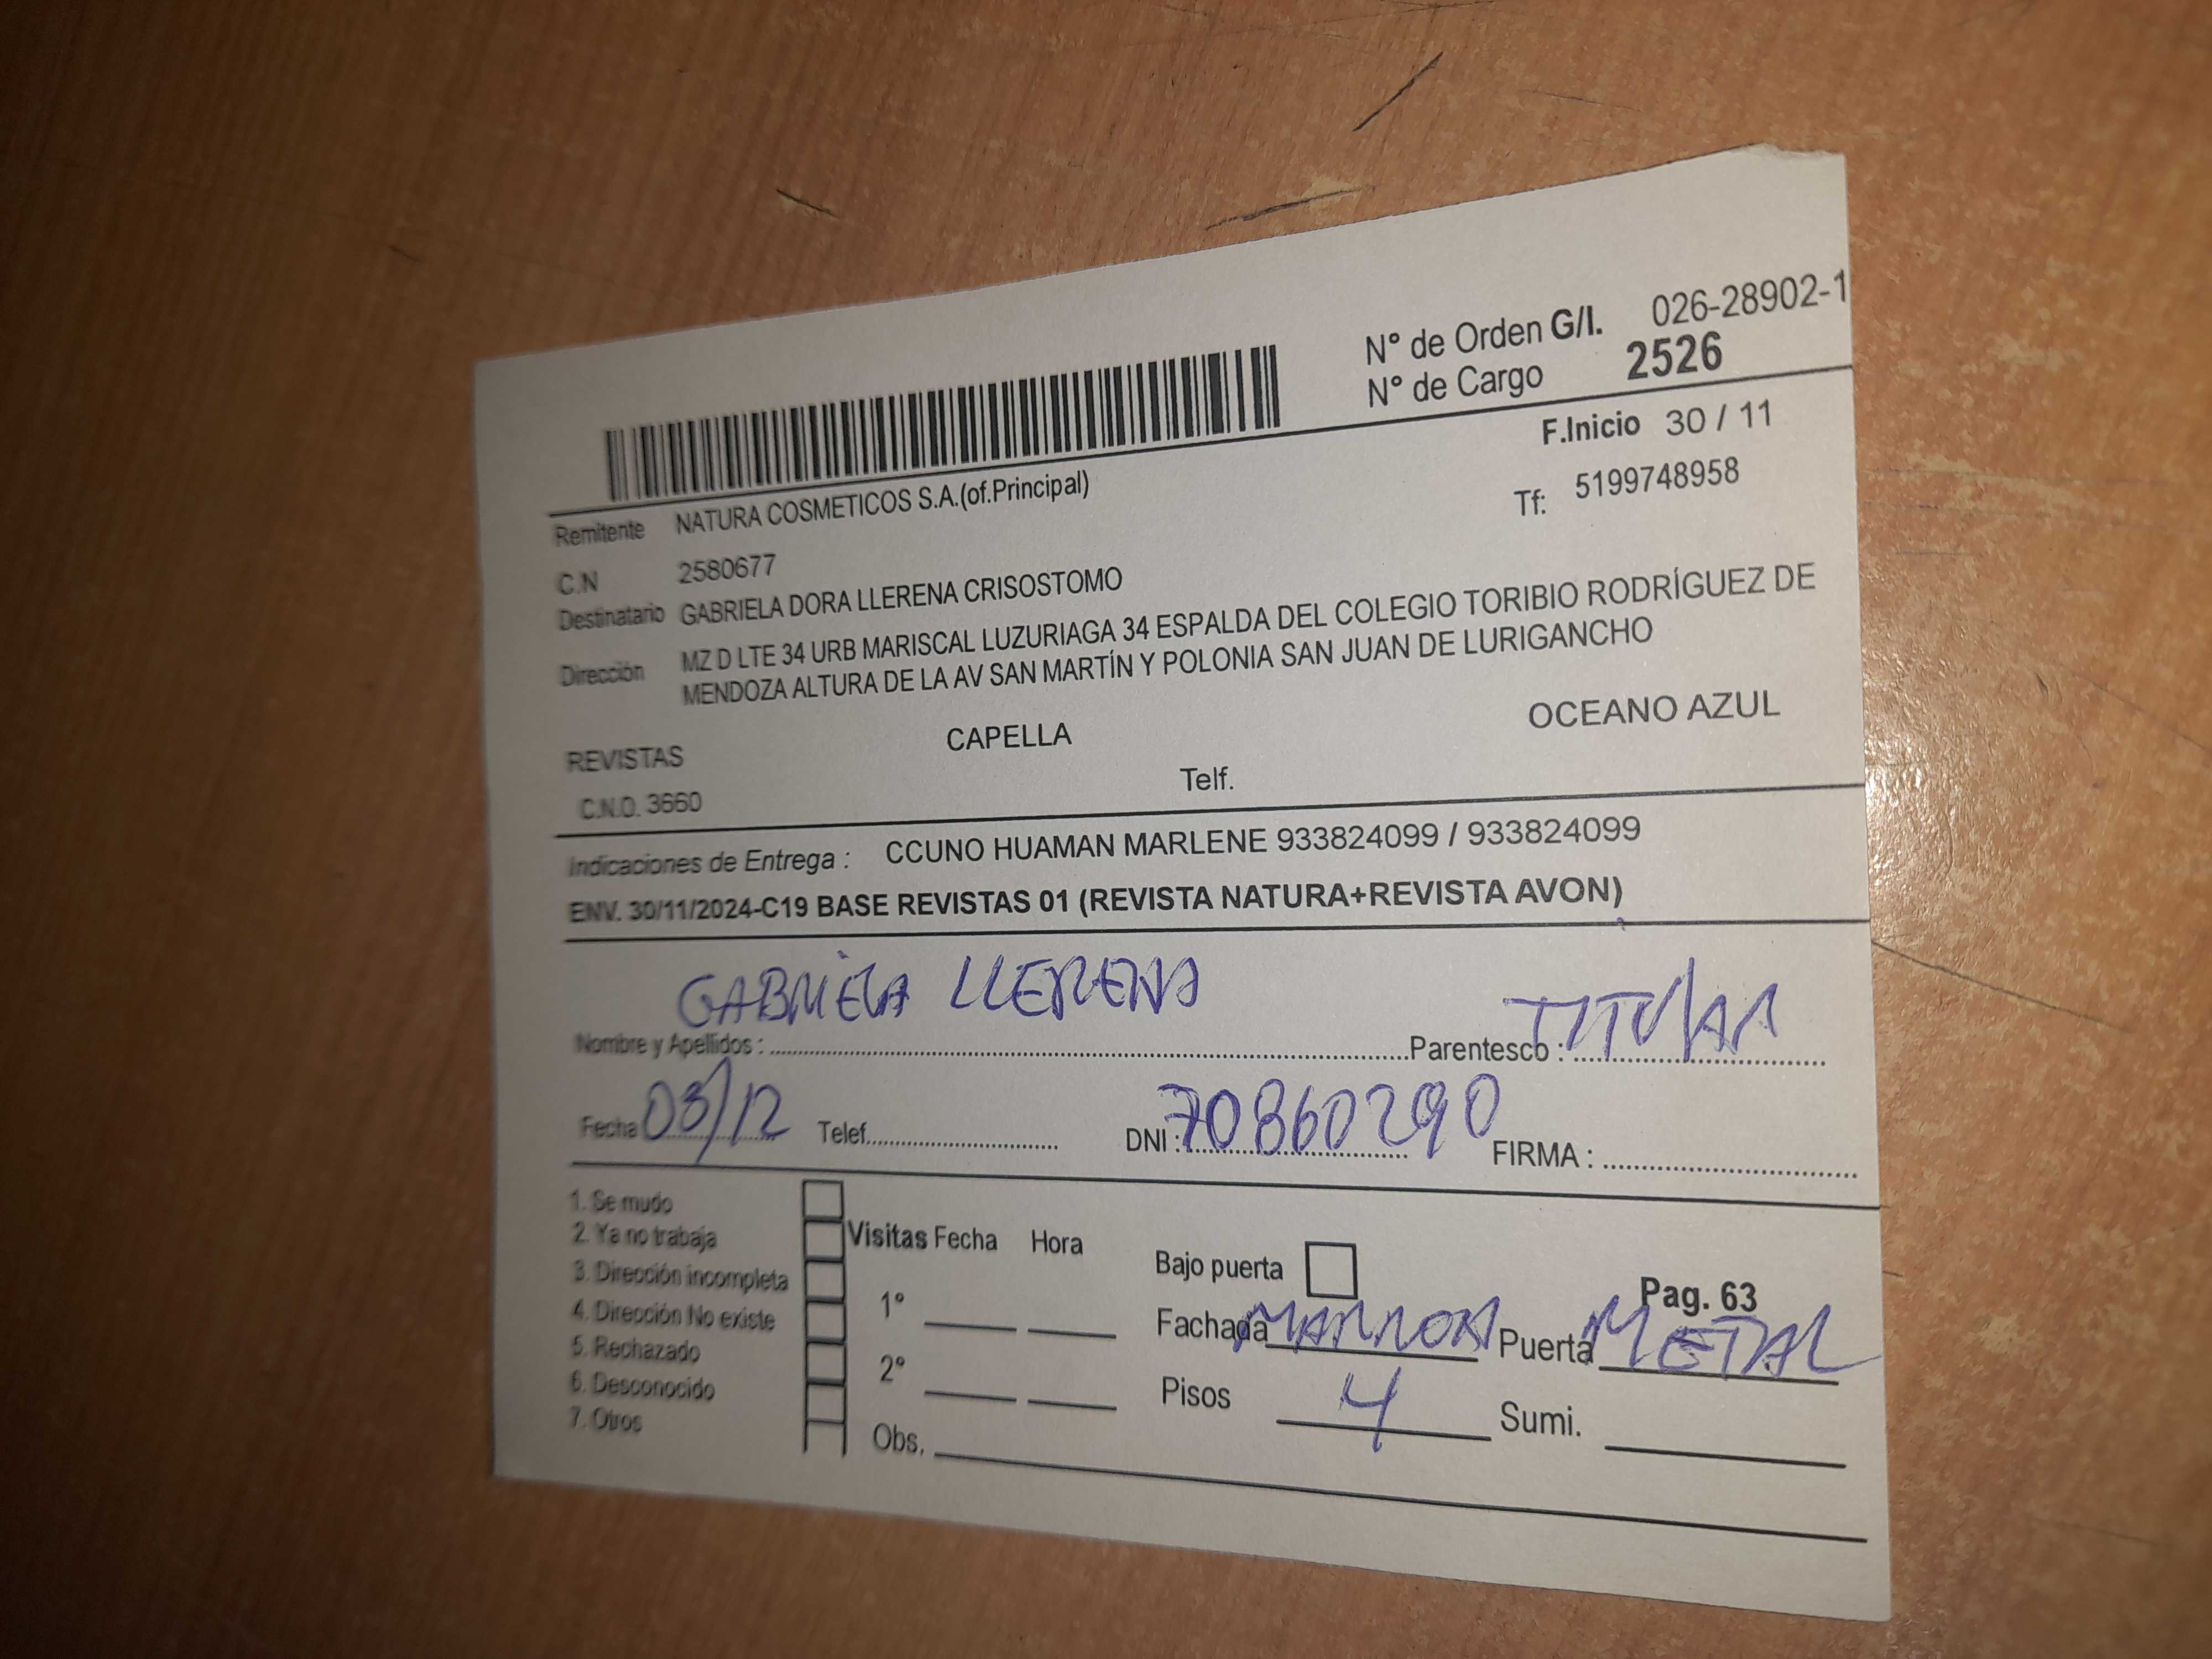 N° de Orden G/I. 026-28902-1
N° de Cargo 2526
F.Inicio 30 / 11
Remitente NATURA COSMETICOS S.A.(of.Principal)
Tf: 5199748958
C.N 2580677
Destinatario GABRIELA DORA LLERENA CRISOSTOMO
Dirección MZ D LTE 34 URB MARISCAL LUZURIAGA 34 ESPALDA DEL COLEGIO TORIBIO RODRÍGUEZ DE
MENDOZA ALTURA DE LA AV SAN MARTÍN Y POLONIA SAN JUAN DE LURIGANCHO
REVISTAS CAPELLA OCEANO AZUL
C.N.O. 3660 Telf.
Indicaciones de Entrega : CCUNO HUAMAN MARLENE 933824099 / 933824099
ENV. 30/11/2024-C19 BASE REVISTAS 01 (REVISTA NATURA+REVISTA AVON)
Nombre y Apellidos : GABRIELA LLERENA Parentesco : TITULAR
Fecha 03/12 Telef. DNI : 70860290 FIRMA :
1. Se mudo
2. Ya no trabaja Visitas Fecha Hora
3. Dirección incompleta Bajo puerta
4. Dirección No existe 1° Pag. 63
5. Rechazado Fachada MARRON Puerta METAL
6. Desconocido 2° Pisos 4 Sumi.
7. Otros Obs.